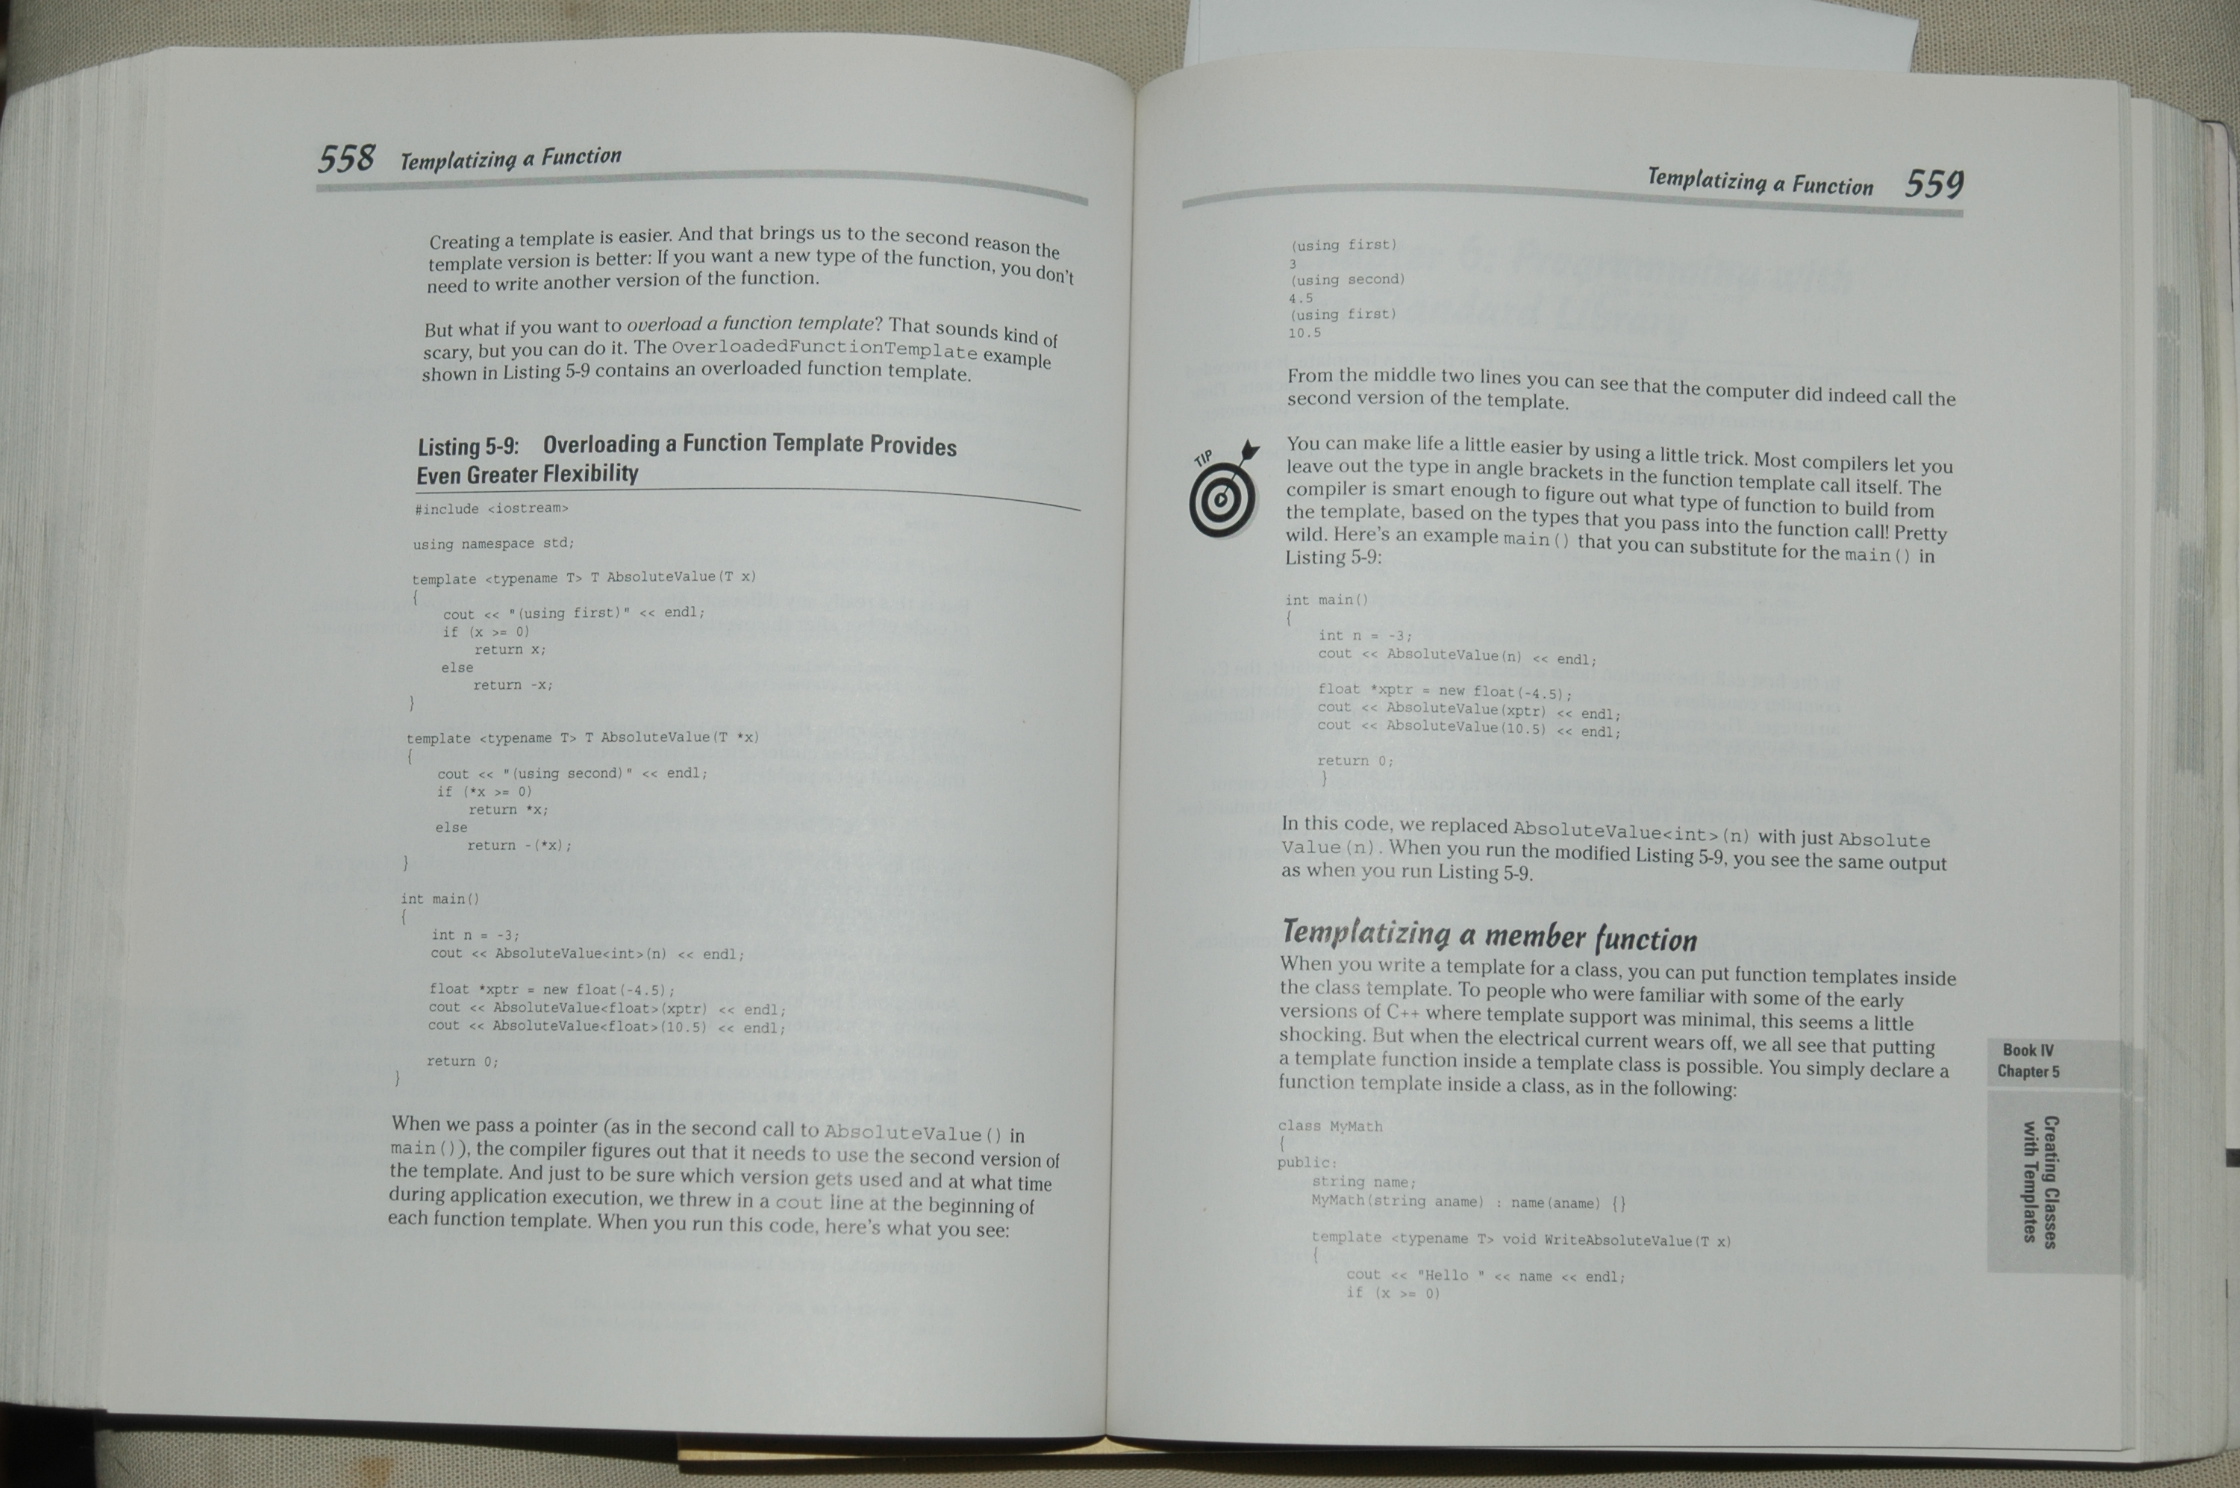 558 Templatizing a Function
Creating a template is easier. And that brings us to the second reason the
template version is better: If you want a new type of the function, you don't
need to write another version of the function.
But what if you want to overload a function template? That sounds kind of
scary, but you can do it. The OverloadedFunctionTemplate example
shown in Listing 5-9 contains an overloaded function template.
Listing 5-9: Overloading a Function Template Provides
Even Greater Flexibility
#include <iostream>
using namespace std;
template <typename T> T AbsoluteValue(T x)
{
cout << "(using first)" << endl;
if (x >= 0)
return x;
else
return -x;
}
template <typename T> T AbsoluteValue(T *x)
{
cout << "(using second)" << endl;
if (*x >= 0)
return *x;
else
return -(*x);
}
int main()
{
int n = -3;
cout << AbsoluteValue<int>(n) << endl;
float *xptr = new float(-4.5);
cout << AbsoluteValue<float>(xptr) << endl;
cout << AbsoluteValue<float>(10.5) << endl;
return 0;
}
When we pass a pointer (as in the second call to AbsoluteValue() in
main()), the compiler figures out that it needs to use the second version of
the template. And just to be sure which version gets used and at what time
during application execution, we threw in a cout line at the beginning of
each function template. When you run this code, here's what you see:
Templatizing a Function 559
(using first)
3
(using second)
4.5
(using first)
10.5
From the middle two lines you can see that the computer did indeed call the
second version of the template.
TIP
You can make life a little easier by using a little trick. Most compilers let you
leave out the type in angle brackets in the function template call itself. The
compiler is smart enough to figure out what type of function to build from
the template, based on the types that you pass into the function call! Pretty
wild. Here's an example main() that you can substitute for the main() in
Listing 5-9:
int main()
{
int n = -3;
cout << AbsoluteValue(n) << endl;
float *xptr = new float(-4.5);
cout << AbsoluteValue(xptr) << endl;
cout << AbsoluteValue(10.5) << endl;
return 0;
}
In this code, we replaced AbsoluteValue<int>(n) with just Absolute
Value(n). When you run the modified Listing 5-9, you see the same output
as when you run Listing 5-9.
Templatizing a member function
When you write a template for a class, you can put function templates inside
the class template. To people who were familiar with some of the early
versions of C++ where template support was minimal, this seems a little
shocking. But when the electrical current wears off, we all see that putting
a template function inside a template class is possible. You simply declare a
function template inside a class, as in the following:
class MyMath
{
public:
string name;
MyMath(string aname) : name(aname) {}
template <typename T> void WriteAbsoluteValue(T x)
{
cout << "Hello " << name << endl;
if (x >= 0)
Book IV
Chapter 5
Creating Classes
with Templates